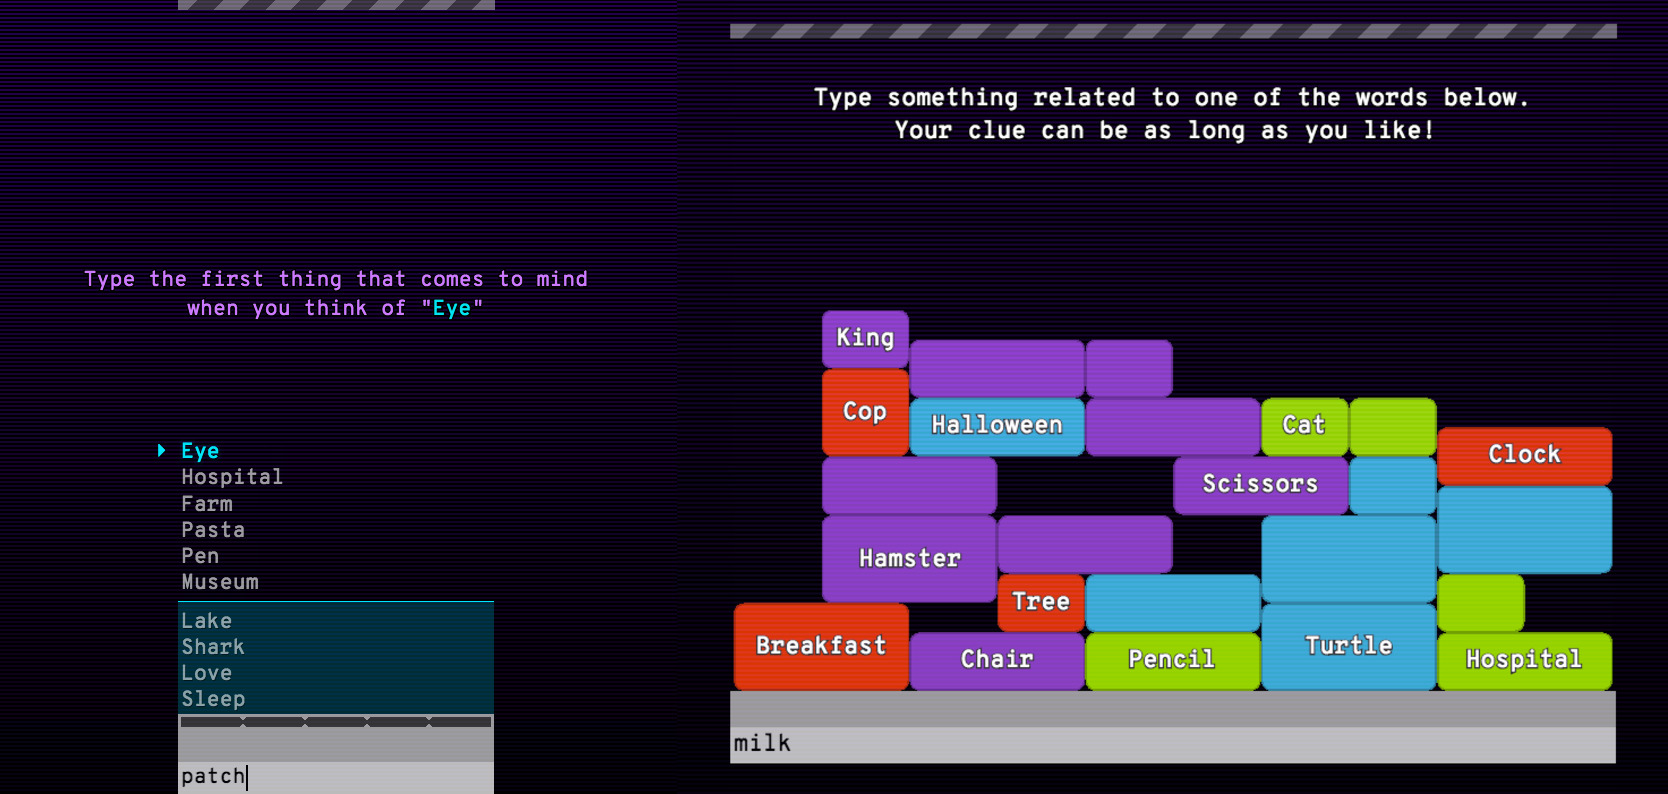 Type the first thing that comes to mind
when you think of "Eye"
Eye
Hospital
Farm
Pasta
Pen
Museum
Lake
Shark
Love
Sleep
patch
Type something related to one of the words below.
Your clue can be as long as you like!
King
Cop
Halloween
Cat
Clock
Scissors
Hamster
Tree
Breakfast
Chair
Pencil
Turtle
Hospital
milk